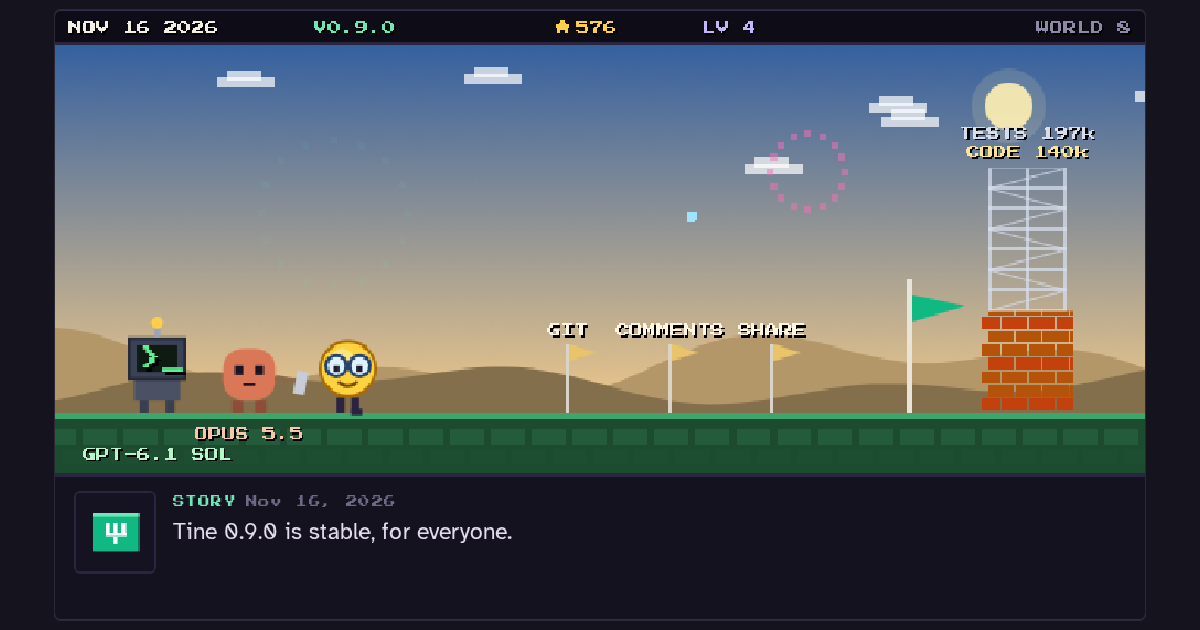 NOV 16 2026 V0.9.0 576 LV 4 WORLD 8
TESTS 197k
CODE 140k
GIT COMMENTS SHARE
OPUS 5.5
GPT-6.1 SOL
STORY Nov 16, 2026
Tine 0.9.0 is stable, for everyone.